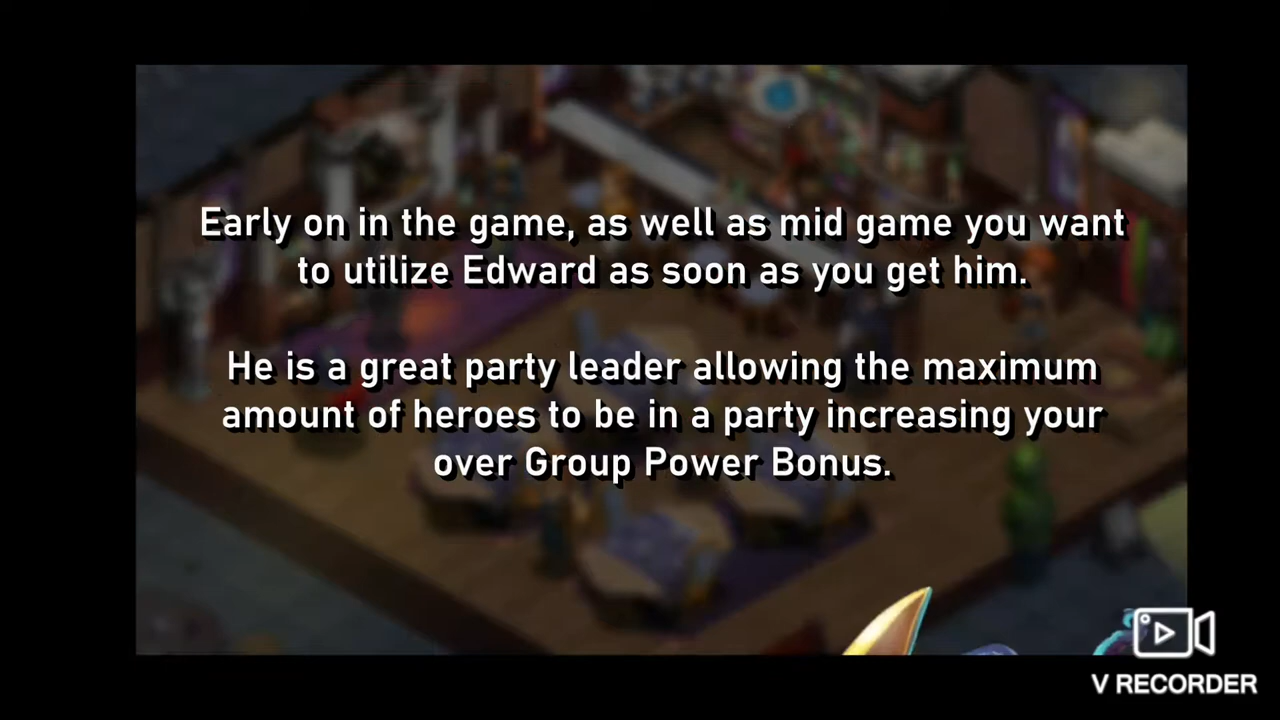 Early on in the game, as well as mid game you want
to utilize Edward as soon as you get him.
He is a great party leader allowing the maximum
amount of heroes to be in a party increasing your
over Group Power Bonus.
V RECORDER